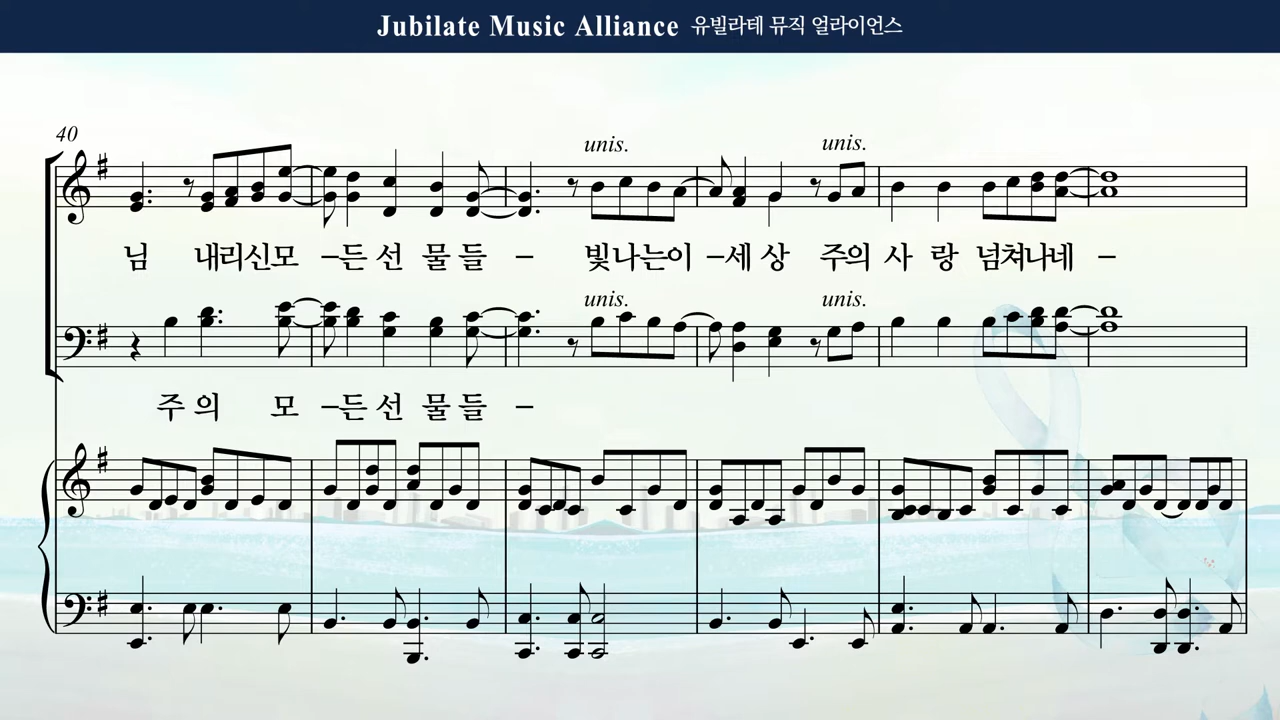 Jubilate Music Alliance 유빌라테 뮤직 얼라이언스
40
unis. unis.
님 내리신모 –든 선 물 들 – 빛나는이 –세 상 주의 사 랑 넘쳐나네 –
unis. unis.
주 의 모 –든 선 물 들 –